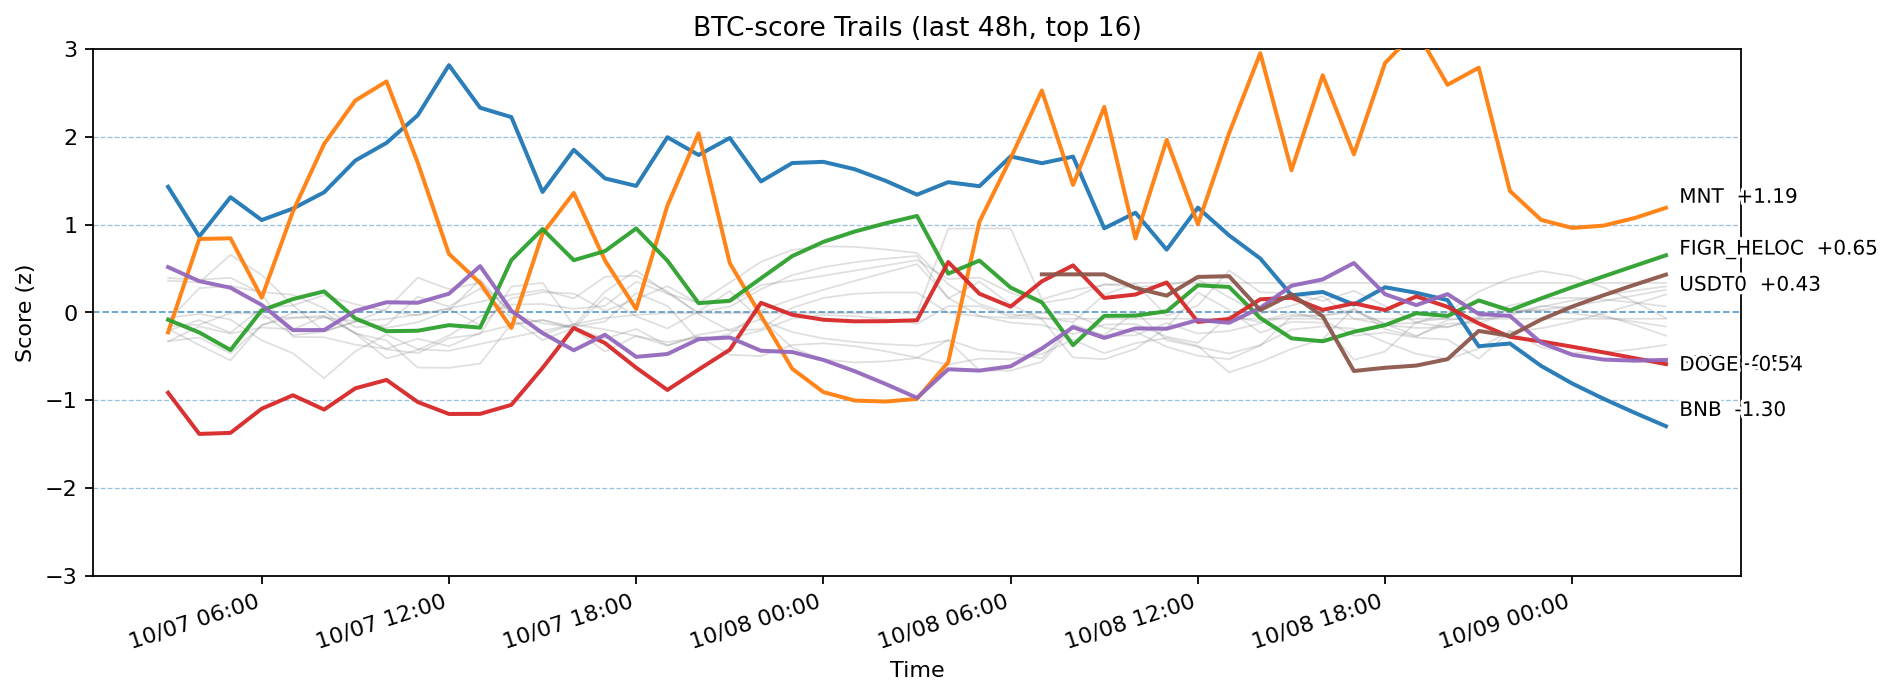 BTC-score Trails (last 48h, top 16)
Score (z)
3
2
1
0
−1
−2
−3
MNT +1.19
FIGR_HELOC +0.65
USDT0 +0.43
DOGE -0.54
BNB -1.30
10/07 06:00
10/07 12:00
10/07 18:00
10/08 00:00
10/08 06:00
10/08 12:00
10/08 18:00
10/09 00:00
Time